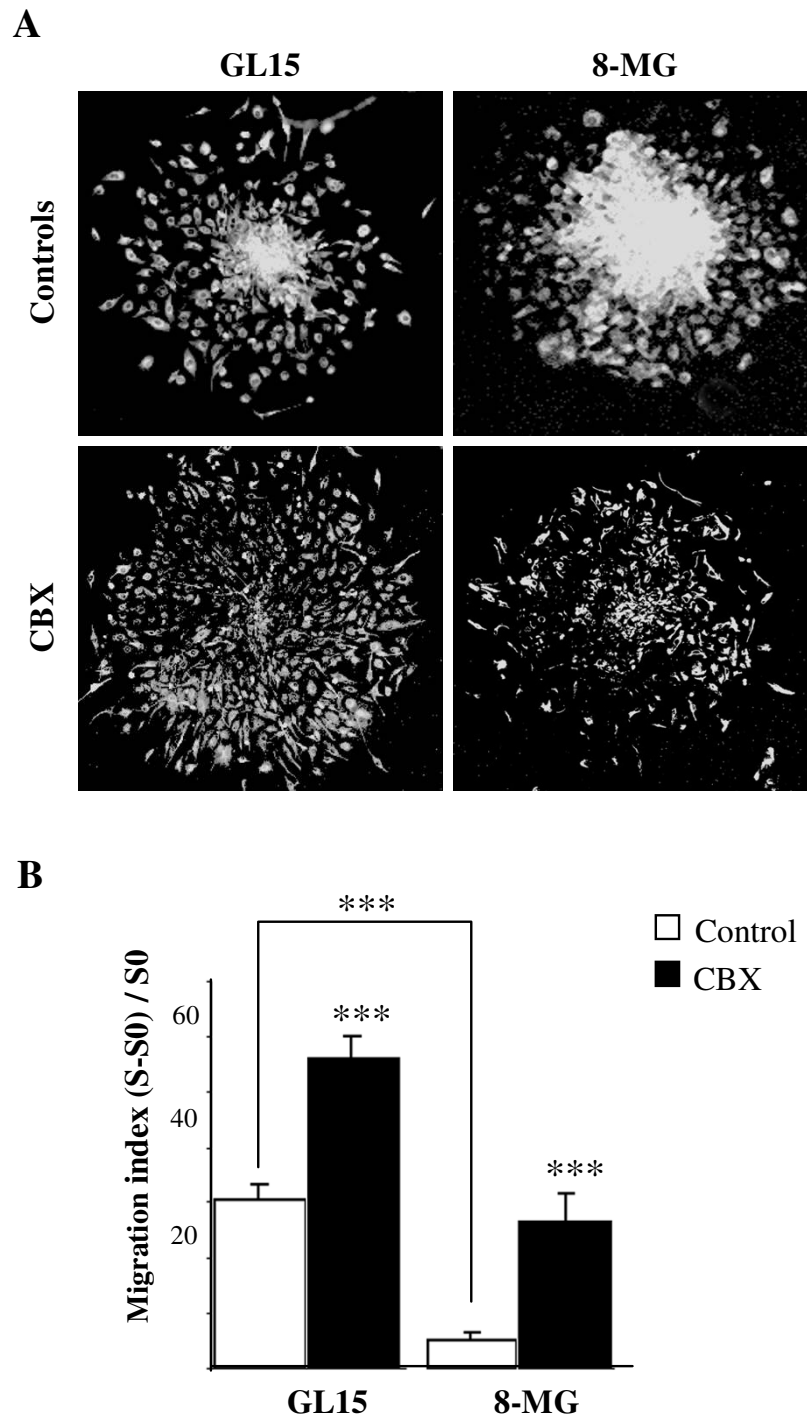 A
GL15 8-MG
Controls
CBX
B
***
Control
CBX
Migration index (S-S0) / S0
60
***
40
***
20
GL15 8-MG